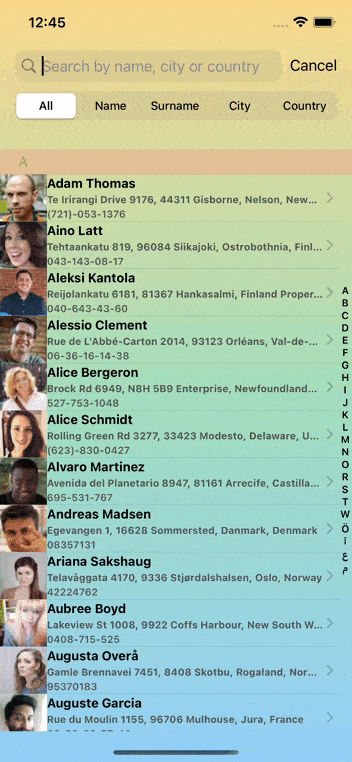 12:45
Search by name, city or country
Cancel
All
Name
Surname
City
Country
A
Adam Thomas
Te Irirangi Drive 9176, 44311 Gisborne, Nelson, New...
(721)-053-1376
Aino Latt
Tehtaankatu 819, 96084 Siikajoki, Ostrobothnia, Finl...
043-143-08-17
Aleksi Kantola
Reijolankatu 6181, 81367 Hankasalmi, Finland Proper...
040-643-43-60
Alessio Clement
Rue de L'Abbé-Carton 2014, 93123 Orléans, Val-de-...
06-36-16-14-38
Alice Bergeron
Brock Rd 6949, N8H 5B9 Enterprise, Newfoundland...
527-753-1048
Alice Schmidt
Rolling Green Rd 3277, 33423 Modesto, Delaware, U...
(623)-830-0427
Alvaro Martinez
Avenida del Planetario 8947, 81161 Arrecife, Castilla...
695-531-767
Andreas Madsen
Egevangen 1, 16628 Sommersted, Danmark, Denmark
08357131
Ariana Sakshaug
Telavåggata 4170, 9336 Stjørdalshalsen, Oslo, Norway
42224762
Aubree Boyd
Lakeview St 1008, 9922 Coffs Harbour, New South W...
0408-715-525
Augusta Overå
Gamle Brennavei 7451, 8408 Skotbu, Rogaland, Nor...
95370183
Auguste Garcia
Rue du Moulin 1155, 96706 Mulhouse, Jura, France
A
B
C
D
E
F
G
H
I
J
K
L
M
N
O
R
S
T
W
Ö
آ
ع
م